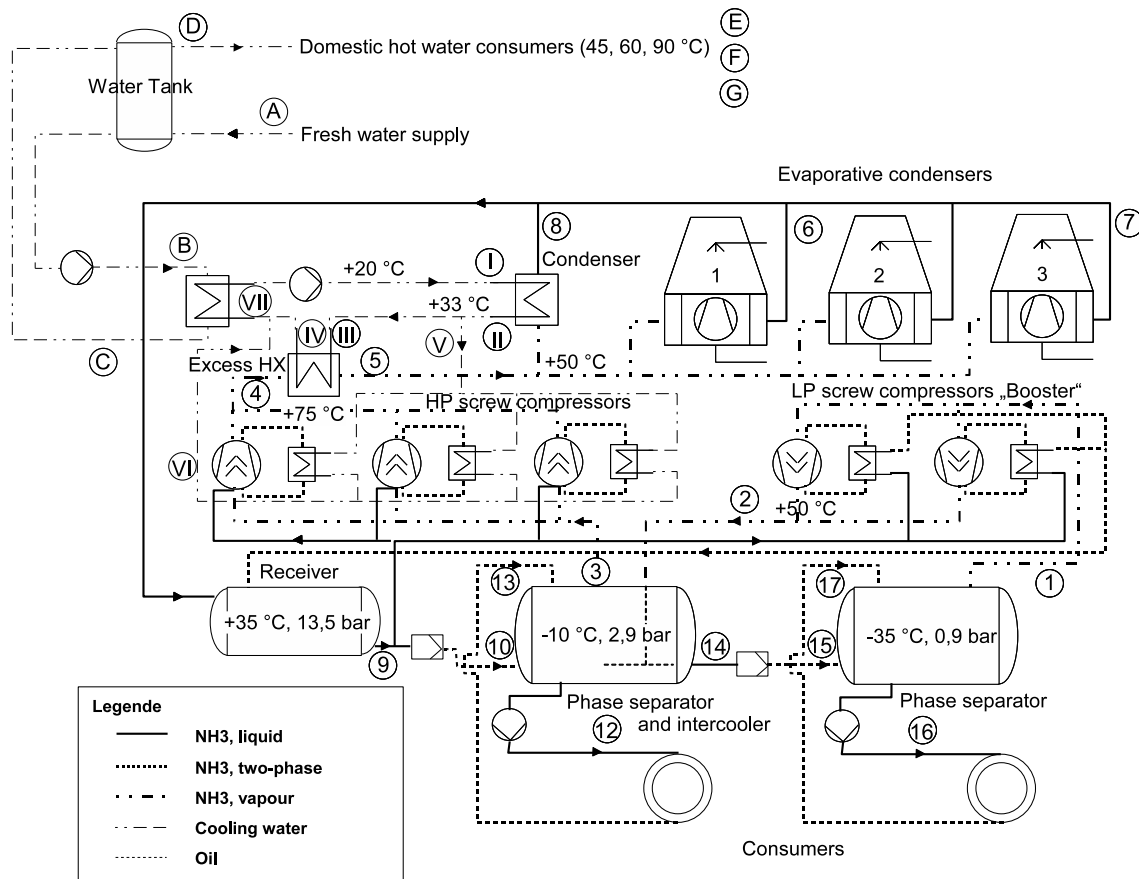 D
E
Domestic hot water consumers (45, 60, 90 °C)
F
Water Tank
G
A
Fresh water supply
Evaporative condensers
8
6
7
B
I
Condenser
+20 °C
1
2
3
VII
+33 °C
IV
III
II
V
C
Excess HX
5
+50 °C
4
+75 °C
HP screw compressors
LP screw compressors „Booster“
VI
2
+50 °C
Receiver
13
3
17
1
+35 °C, 13,5 bar
-10 °C, 2,9 bar
-35 °C, 0,9 bar
10
14
15
9
Phase separator
and intercooler
Phase separator
12
16
Legende
NH3, liquid
NH3, two-phase
NH3, vapour
Cooling water
Oil
Consumers